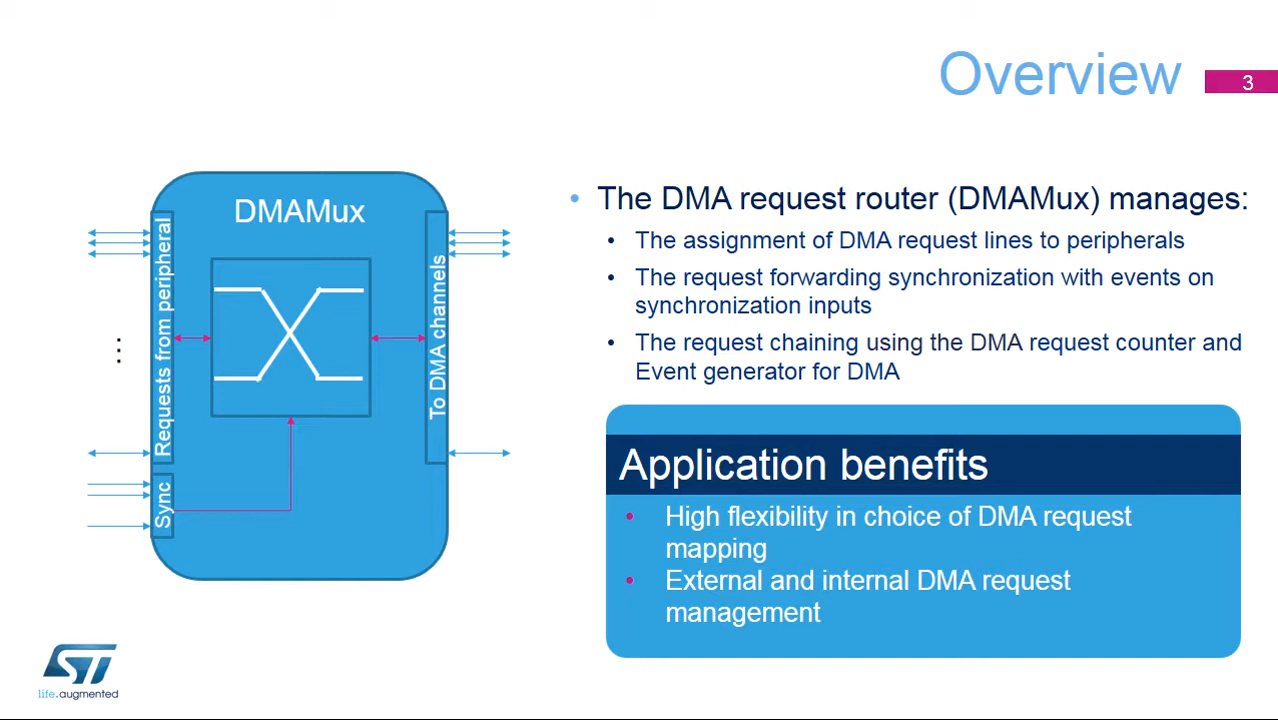 Overview
3
DMAMux
Requests from peripheral
Sync
To DMA channels
• The DMA request router (DMAMux) manages:
• The assignment of DMA request lines to peripherals
• The request forwarding synchronization with events on
synchronization inputs
• The request chaining using the DMA request counter and
Event generator for DMA
Application benefits
• High flexibility in choice of DMA request
mapping
• External and internal DMA request
management
ST
life.augmented